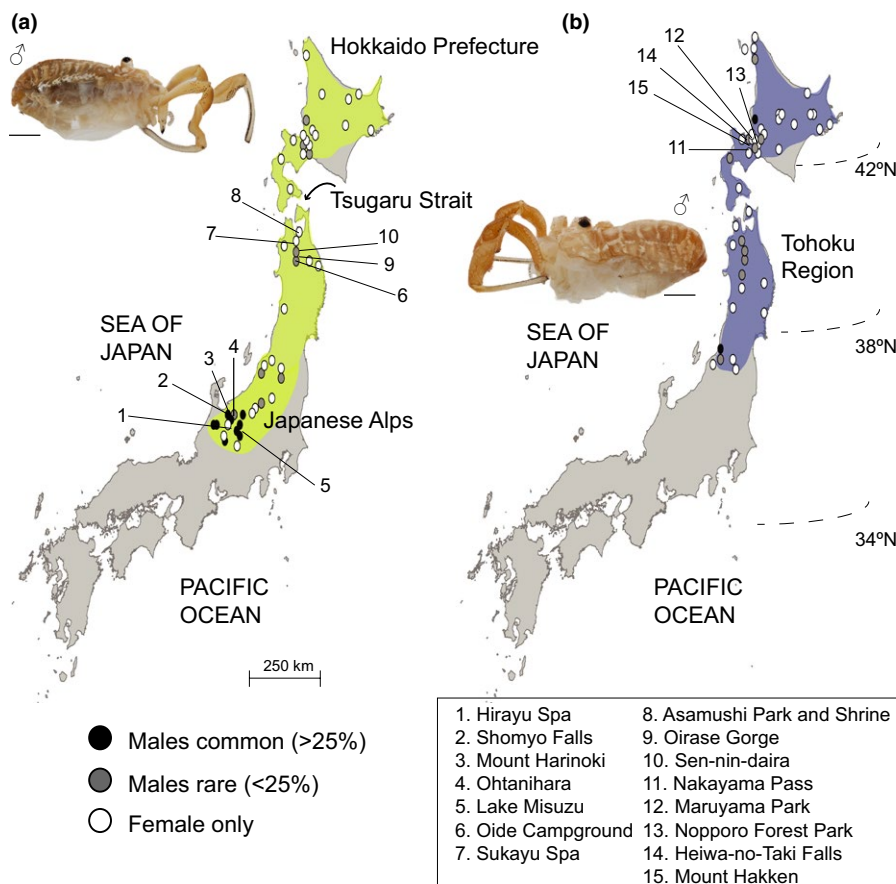 (a)
♂
Hokkaido Prefecture
Tsugaru Strait
8
7
10
9
6
SEA OF
JAPAN
4
3
2
1
Japanese Alps
5
PACIFIC
OCEAN
250 km
Males common (>25%)
Males rare (<25%)
Female only
(b)
12
14
13
15
11
42ºN
♂
Tohoku
Region
SEA OF
JAPAN
38ºN
34ºN
PACIFIC
OCEAN
1. Hirayu Spa
2. Shomyo Falls
3. Mount Harinoki
4. Ohtanihara
5. Lake Misuzu
6. Oide Campground
7. Sukayu Spa
8. Asamushi Park and Shrine
9. Oirase Gorge
10. Sen-nin-daira
11. Nakayama Pass
12. Maruyama Park
13. Nopporo Forest Park
14. Heiwa-no-Taki Falls
15. Mount Hakken